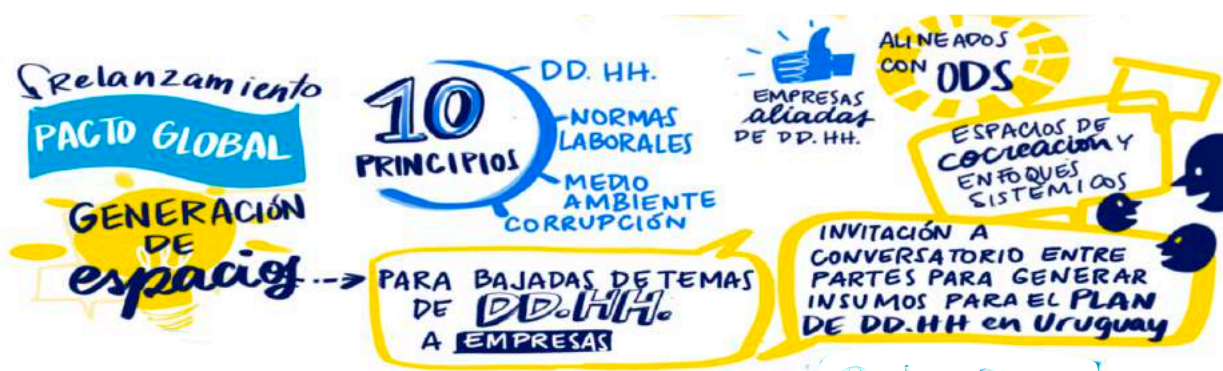 Relanzamiento
PACTO GLOBAL
GENERACIÓN
DE
espacios
10
PRINCIPIOS
DD. HH.
NORMAS
LABORALES
MEDIO
AMBIENTE
CORRUPCIÓN
PARA BAJADAS DE TEMAS
DE DD.HH.
A EMPRESAS
EMPRESAS
aliadas
DE DD. HH.
ALINEADOS
CON ODS
ESPACIOS DE
cocreación Y
ENFOQUES
SISTEMICOS
INVITACIÓN A
CONVERSATORIO ENTRE
PARTES PARA GENERAR
INSUMOS PARA EL PLAN
DE DD.HH en Uruguay